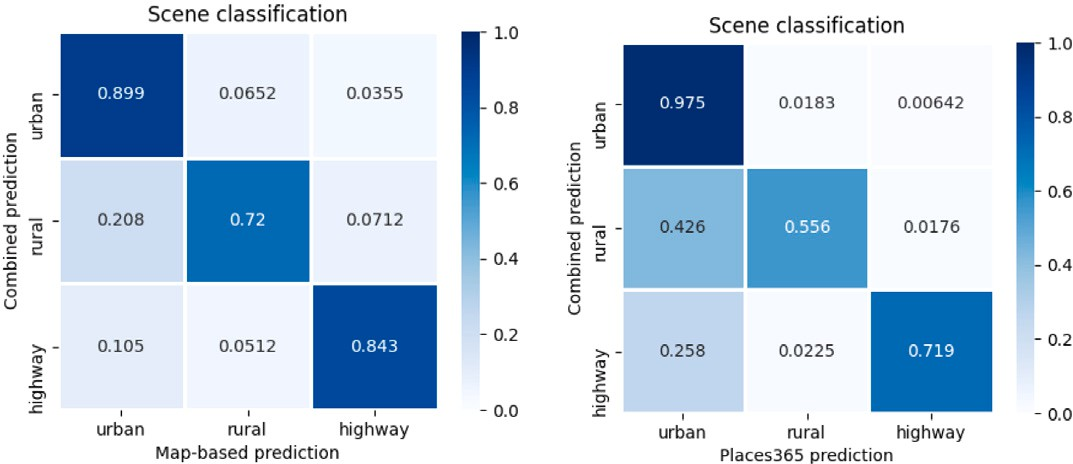 Scene classification
Combined prediction
urban
rural
highway
0.899 0.0652 0.0355
0.208 0.72 0.0712
0.105 0.0512 0.843
urban rural highway
Map-based prediction
1.0
0.8
0.6
0.4
0.2
0.0
Scene classification
Combined prediction
urban
rural
highway
0.975 0.0183 0.00642
0.426 0.556 0.0176
0.258 0.0225 0.719
urban rural highway
Places365 prediction
1.0
0.8
0.6
0.4
0.2
0.0